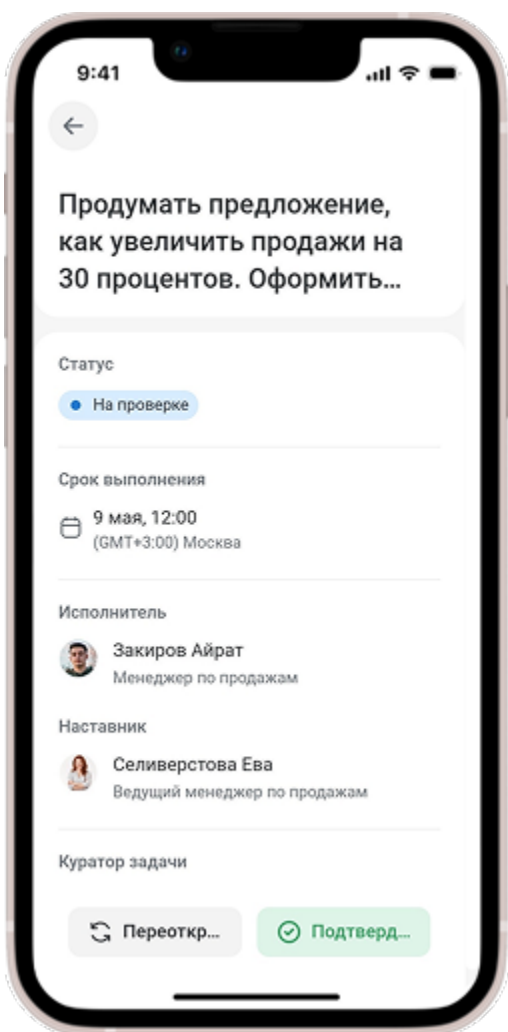 9:41
Продумать предложение,
как увеличить продажи на
30 процентов. Оформить...
Статус
На проверке
Срок выполнения
9 мая, 12:00
(GMT+3:00) Москва
Исполнитель
Закиров Айрат
Менеджер по продажам
Наставник
Селиверстова Ева
Ведущий менеджер по продажам
Куратор задачи
Переоткр...
Подтверд...